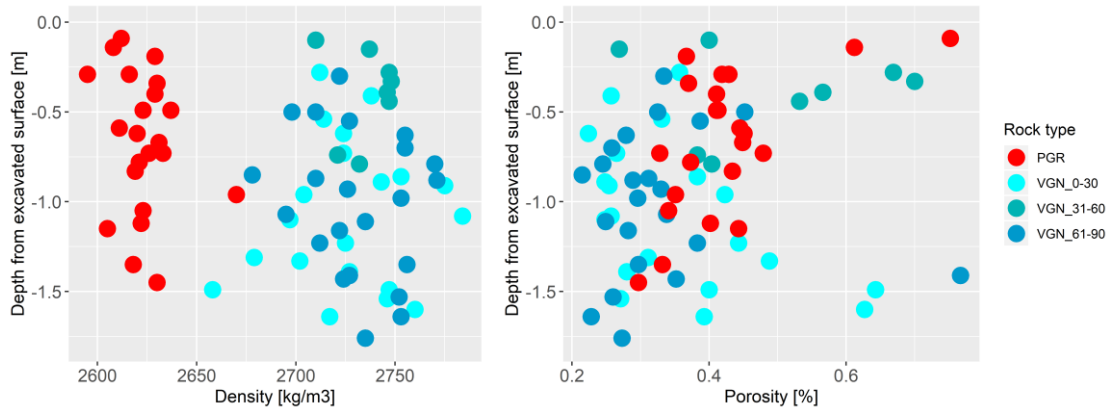 Depth from excavated surface [m]
0.0
-0.5
-1.0
-1.5
2600
2650
2700
2750
Density [kg/m3]
Depth from excavated surface [m]
0.0
-0.5
-1.0
-1.5
0.2
0.4
0.6
Porosity [%]
Rock type
PGR
VGN_0-30
VGN_31-60
VGN_61-90